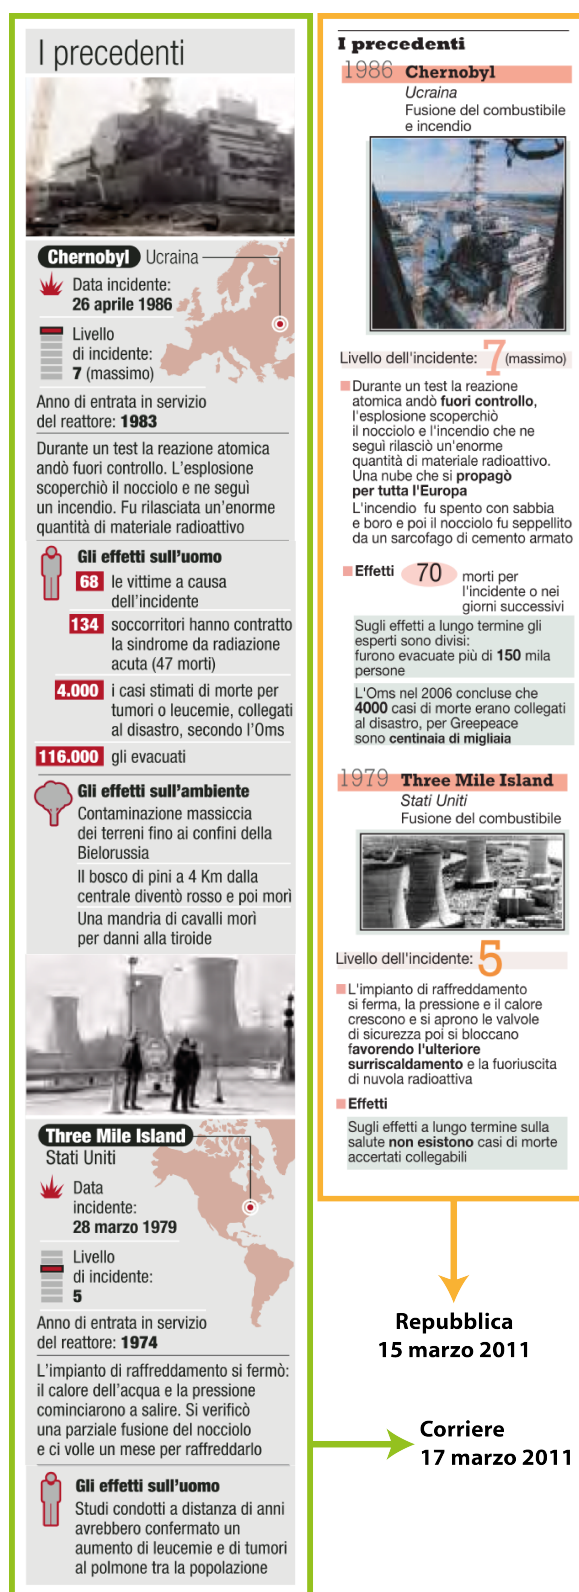 I precedenti
Chernobyl Ucraina
Data incidente:
26 aprile 1986
Livello
di incidente:
7 (massimo)
Anno di entrata in servizio
del reattore: 1983
Durante un test la reazione atomica
andò fuori controllo. L'esplosione
scoperchiò il nocciolo e ne seguì
un incendio. Fu rilasciata un'enorme
quantità di materiale radioattivo
Gli effetti sull'uomo
68 le vittime a causa
dell'incidente
134 soccorritori hanno contratto
la sindrome da radiazione
acuta (47 morti)
4.000 i casi stimati di morte per
tumori o leucemie, collegati
al disastro, secondo l'Oms
116.000 gli evacuati
Gli effetti sull'ambiente
Contaminazione massiccia
dei terreni fino ai confini della
Bielorussia
Il bosco di pini a 4 Km dalla
centrale diventò rosso e poi morì
Una mandria di cavalli morì
per danni alla tiroide
Three Mile Island
Stati Uniti
Data
incidente:
28 marzo 1979
Livello
di incidente:
5
Anno di entrata in servizio
del reattore: 1974
L'impianto di raffreddamento si fermò:
il calore dell'acqua e la pressione
cominciarono a salire. Si verificò
una parziale fusione del nocciolo
e ci volle un mese per raffreddarlo
Gli effetti sull'uomo
Studi condotti a distanza di anni
avrebbero confermato un
aumento di leucemie e di tumori
al polmone tra la popolazione
I precedenti
1986 Chernobyl
Ucraina
Fusione del combustibile
e incendio
Livello dell'incidente: 7 (massimo)
Durante un test la reazione
atomica andò fuori controllo,
l'esplosione scoperchiò
il nocciolo e l'incendio che ne
seguì rilasciò un'enorme
quantità di materiale radioattivo.
Una nube che si propagò
per tutta l'Europa
L'incendio fu spento con sabbia
e boro e poi il nocciolo fu seppellito
da un sarcofago di cemento armato
Effetti 70 morti per
l'incidente o nei
giorni successivi
Sugli effetti a lungo termine gli
esperti sono divisi:
furono evacuate più di 150 mila
persone
L'Oms nel 2006 concluse che
4000 casi di morte erano collegati
al disastro, per Greepeace
sono centinaia di migliaia
1979 Three Mile Island
Stati Uniti
Fusione del combustibile
Livello dell'incidente: 5
L'impianto di raffreddamento
si ferma, la pressione e il calore
crescono e si aprono le valvole
di sicurezza poi si bloccano
favorendo l'ulteriore
surriscaldamento e la fuoriuscita
di nuvola radioattiva
Effetti
Sugli effetti a lungo termine sulla
salute non esistono casi di morte
accertati collegabili
Repubblica
15 marzo 2011
Corriere
17 marzo 2011